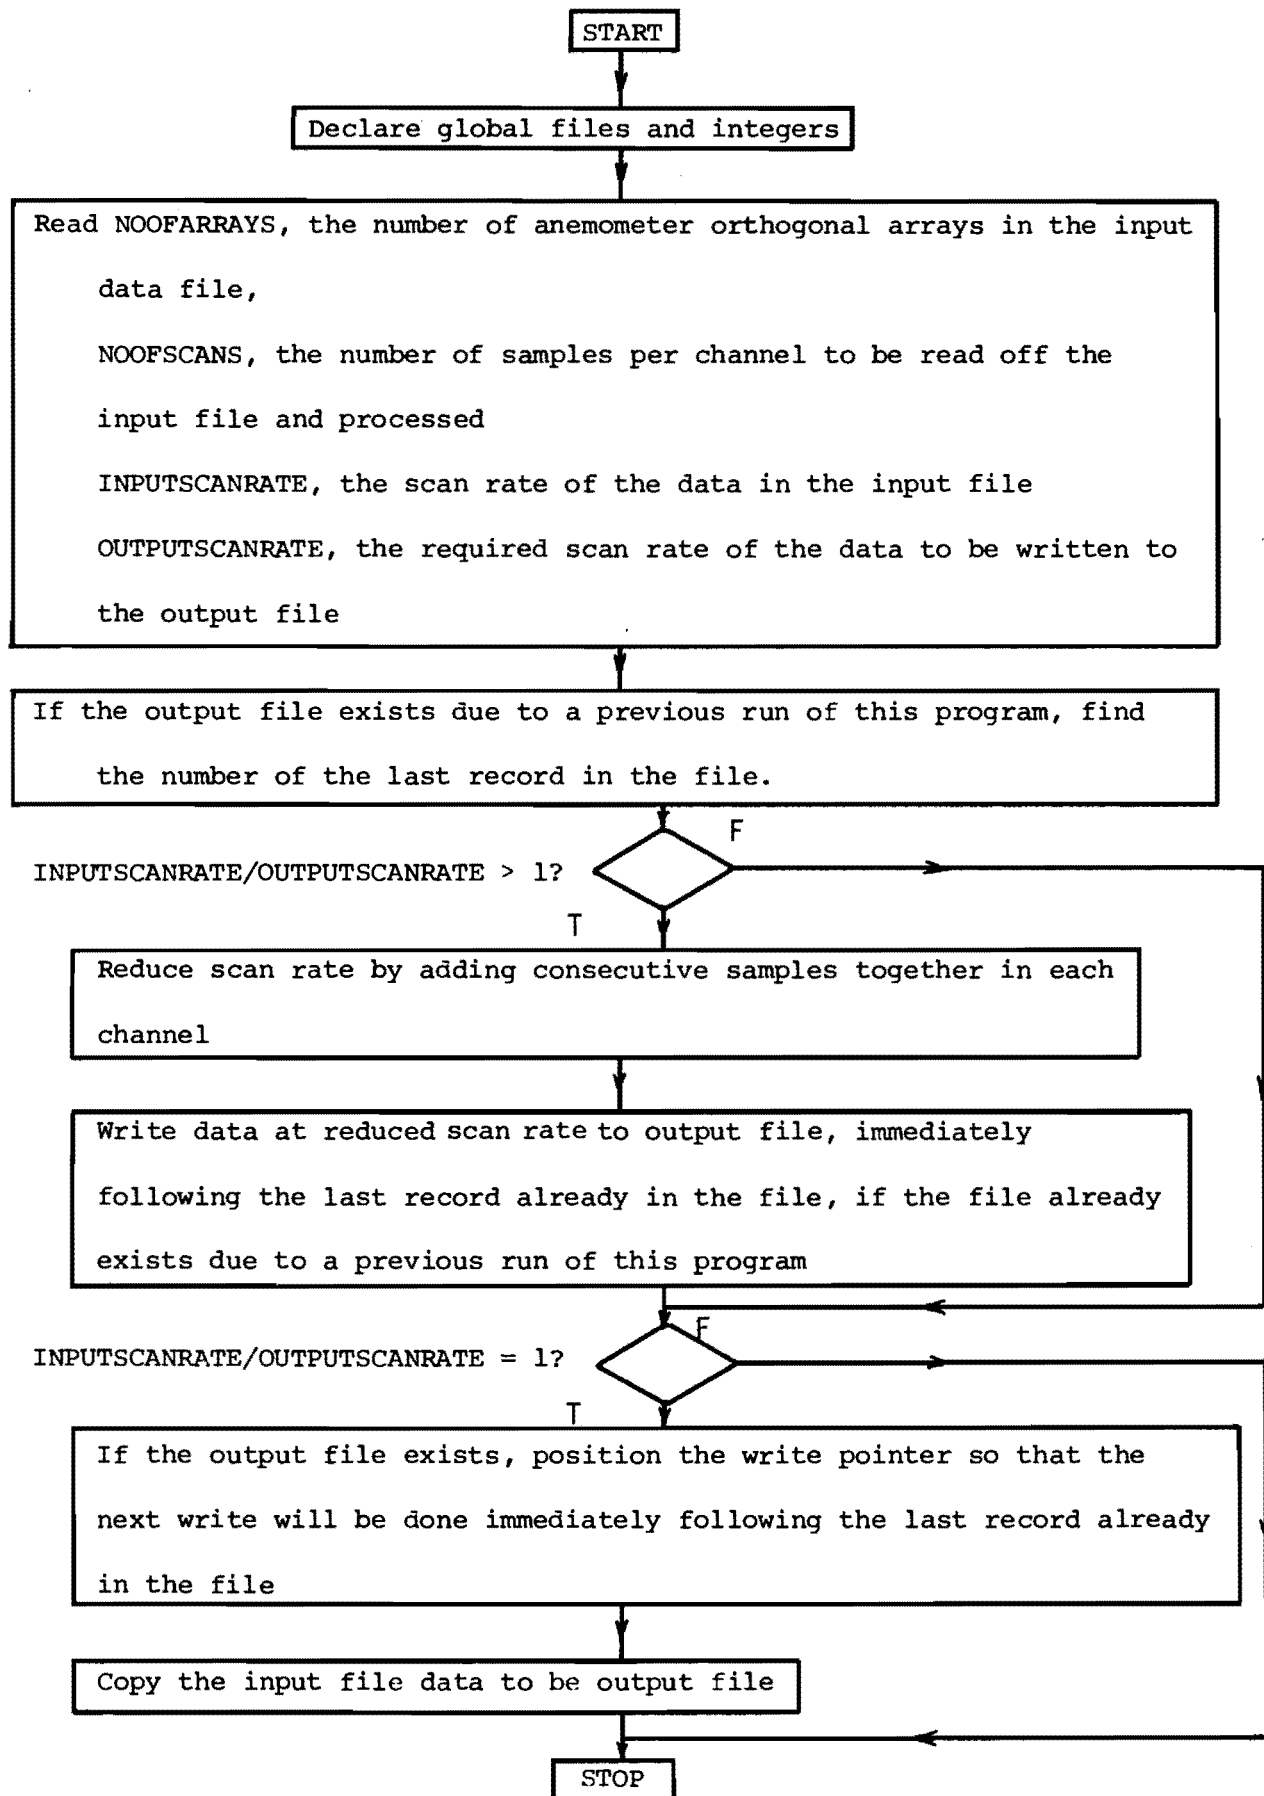 START
Declare global files and integers
Read NOOFARRAYS, the number of anemometer orthogonal arrays in the input
data file,
NOOFSCANS, the number of samples per channel to be read off the
input file and processed
INPUTSCANRATE, the scan rate of the data in the input file
OUTPUTSCANRATE, the required scan rate of the data to be written to
the output file
If the output file exists due to a previous run of this program, find
the number of the last record in the file.
F
INPUTSCANRATE/OUTPUTSCANRATE > 1?
T
Reduce scan rate by adding consecutive samples together in each
channel
Write data at reduced scan rate to output file, immediately
following the last record already in the file, if the file already
exists due to a previous run of this program
F
INPUTSCANRATE/OUTPUTSCANRATE = 1?
T
If the output file exists, position the write pointer so that the
next write will be done immediately following the last record already
in the file
Copy the input file data to be output file
STOP